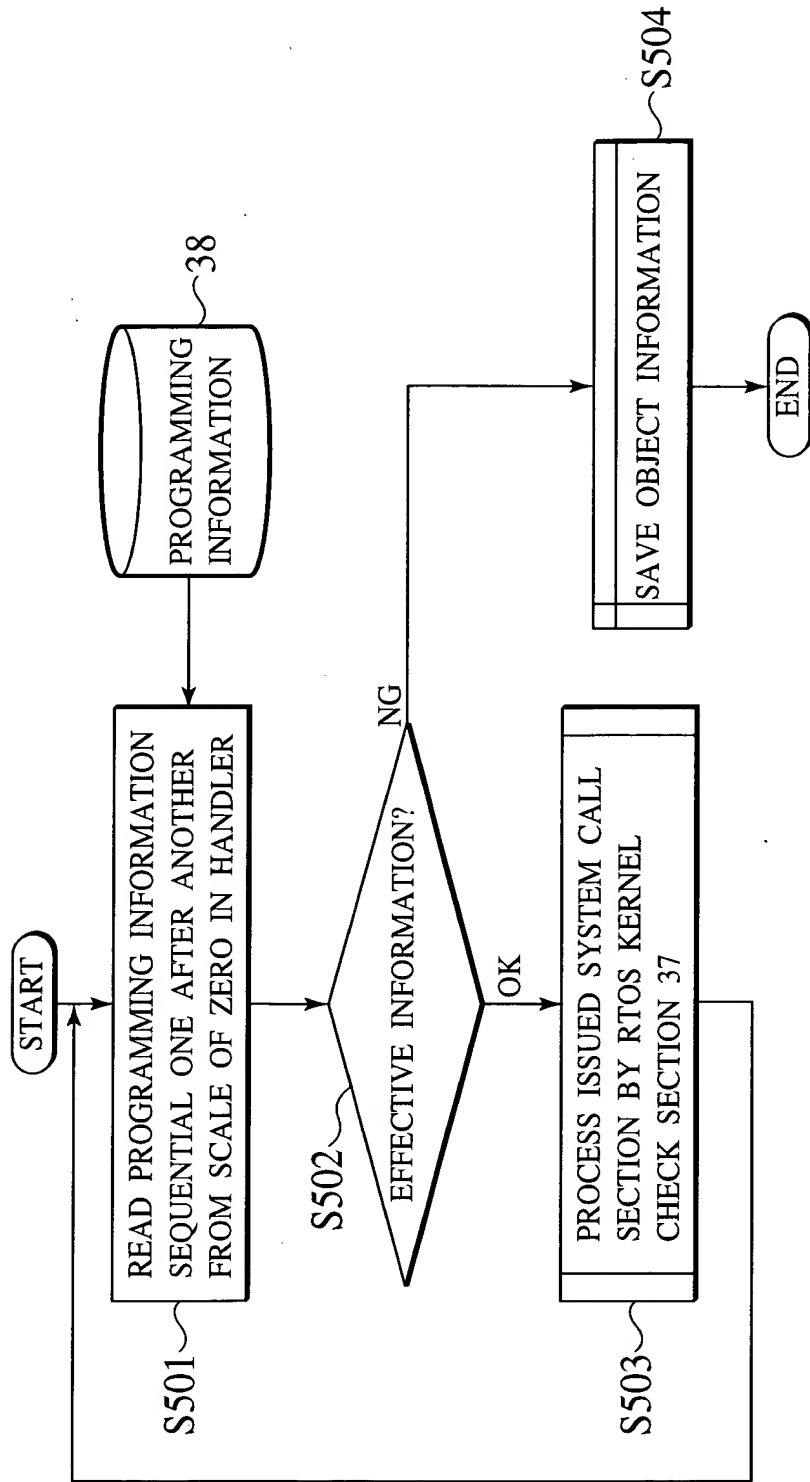 START
READ PROGRAMMING INFORMATION
SEQUENTIAL ONE AFTER ANOTHER
FROM SCALE OF ZERO IN HANDLER
S501
PROGRAMMING
INFORMATION
38
EFFECTIVE INFORMATION?
S502
NG
OK
PROCESS ISSUED SYSTEM CALL
SECTION BY RTOS KERNEL
CHECK SECTION 37
S503
SAVE OBJECT INFORMATION
S504
END